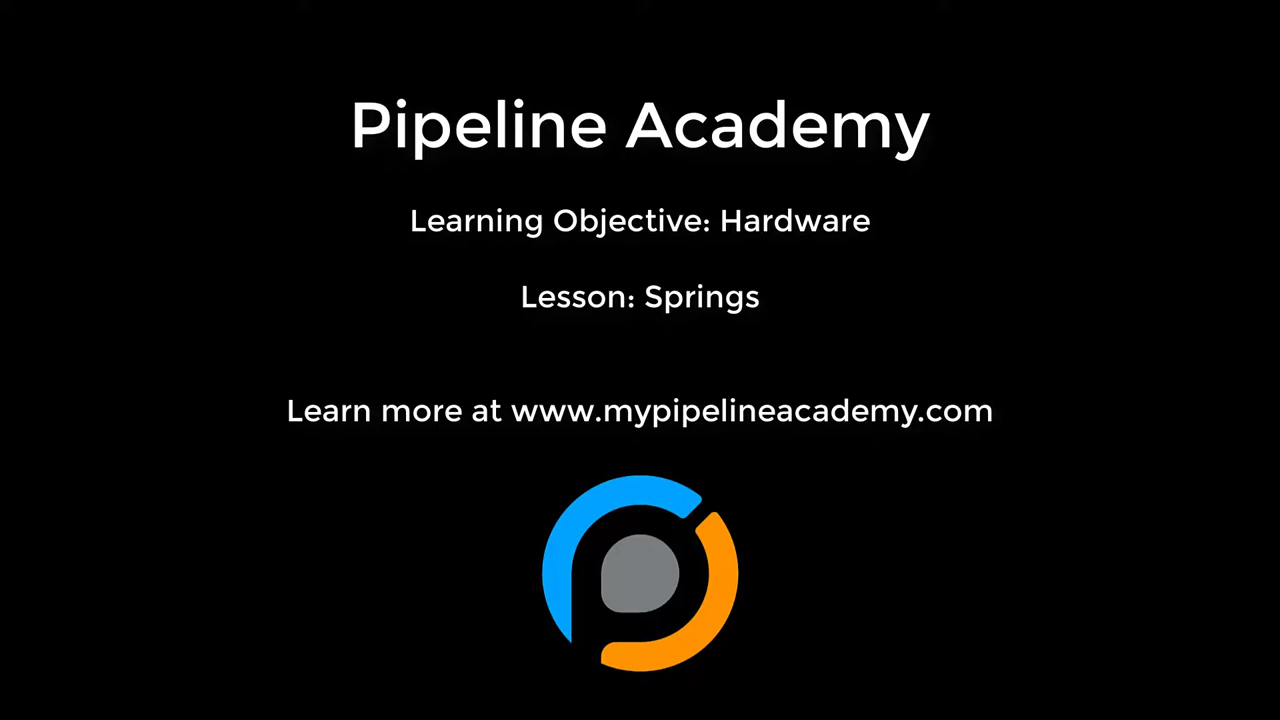 Pipeline Academy
Learning Objective: Hardware
Lesson: Springs
Learn more at www.mypipelineacademy.com